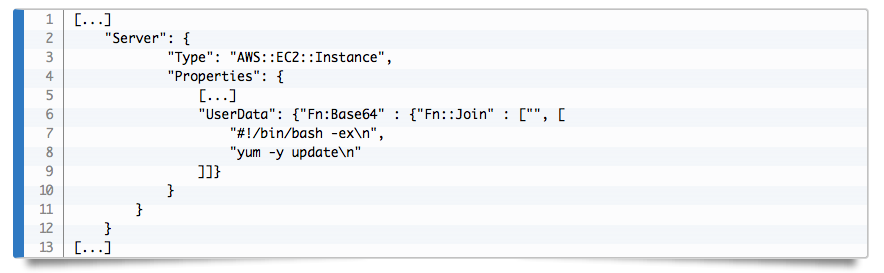 1 [...]
2 "Server": {
3 "Type": "AWS::EC2::Instance",
4 "Properties": {
5 [...]
6 "UserData": {"Fn:Base64" : {"Fn::Join" : ["", [
7 "#!/bin/bash -ex\n",
8 "yum -y update\n"
9 ]]}
10 }
11 }
12 }
13 [...]